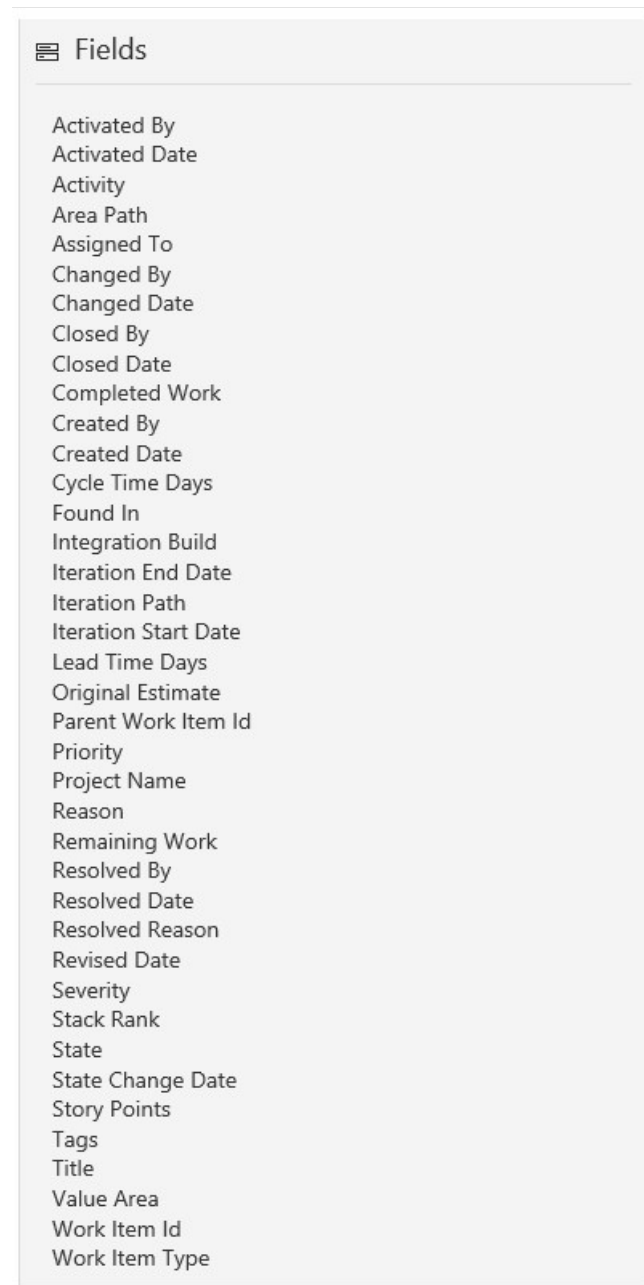 Fields
Activated By
Activated Date
Activity
Area Path
Assigned To
Changed By
Changed Date
Closed By
Closed Date
Completed Work
Created By
Created Date
Cycle Time Days
Found In
Integration Build
Iteration End Date
Iteration Path
Iteration Start Date
Lead Time Days
Original Estimate
Parent Work Item Id
Priority
Project Name
Reason
Remaining Work
Resolved By
Resolved Date
Resolved Reason
Revised Date
Severity
Stack Rank
State
State Change Date
Story Points
Tags
Title
Value Area
Work Item Id
Work Item Type